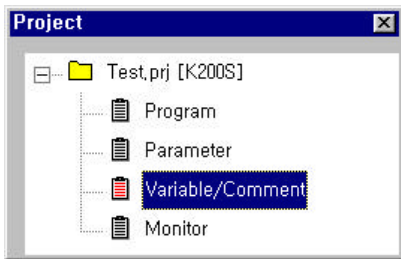 Project
Test,prj [K200S]
Program
Parameter
Variable/Comment
Monitor